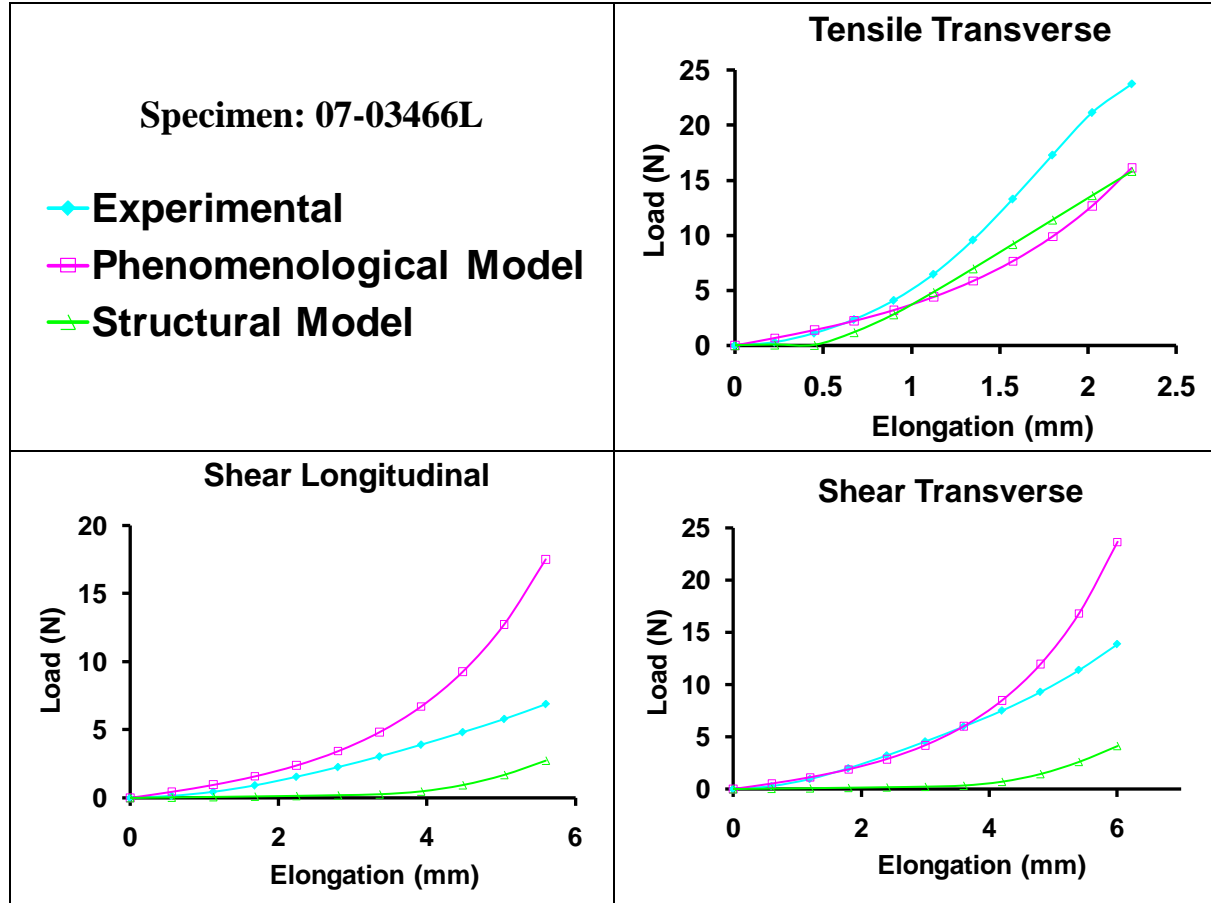 Specimen: 07-03466L
Experimental
Phenomenological Model
Structural Model
Tensile Transverse
25
20
15
10
5
0
0 0.5 1 1.5 2 2.5
Load (N)
Elongation (mm)
Shear Longitudinal
20
15
10
5
0
0 2 4 6
Load (N)
Elongation (mm)
Shear Transverse
25
20
15
10
5
0
0 2 4 6
Load (N)
Elongation (mm)